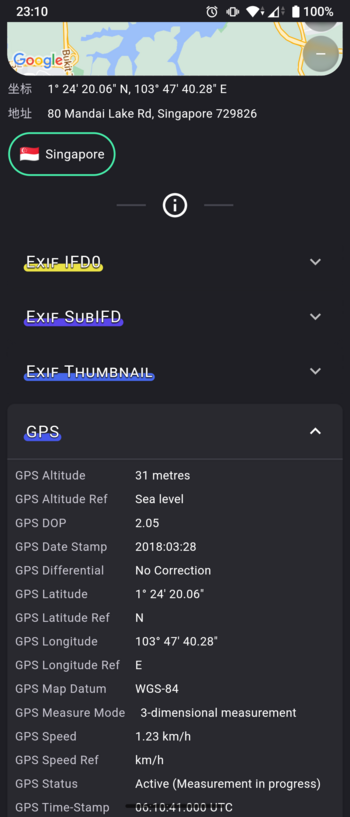 23:10
100%
Google
Bukit
坐标 1° 24' 20.06" N, 103° 47' 40.28" E
地址 80 Mandai Lake Rd, Singapore 729826
Singapore
EXIF IFD0
EXIF SUBIFD
EXIF THUMBNAIL
GPS
GPS Altitude 31 metres
GPS Altitude Ref Sea level
GPS DOP 2.05
GPS Date Stamp 2018:03:28
GPS Differential No Correction
GPS Latitude 1° 24' 20.06"
GPS Latitude Ref N
GPS Longitude 103° 47' 40.28"
GPS Longitude Ref E
GPS Map Datum WGS-84
GPS Measure Mode 3-dimensional measurement
GPS Speed 1.23 km/h
GPS Speed Ref km/h
GPS Status Active (Measurement in progress)
GPS Time-Stamp 06:10:41.000 UTC